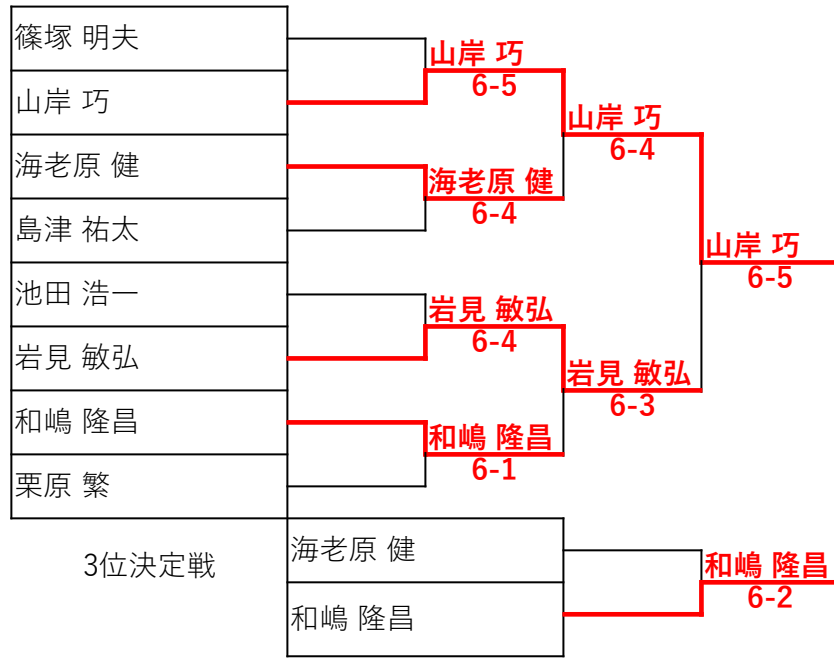 篠塚 明夫
山岸 巧
海老原 健
島津 祐太
池田 浩一
岩見 敏弘
和嶋 隆昌
栗原 繁
山岸 巧
6-5
海老原 健
6-4
岩見 敏弘
6-4
和嶋 隆昌
6-1
山岸 巧
6-4
岩見 敏弘
6-3
山岸 巧
6-5
3位決定戦
海老原 健
和嶋 隆昌
和嶋 隆昌
6-2